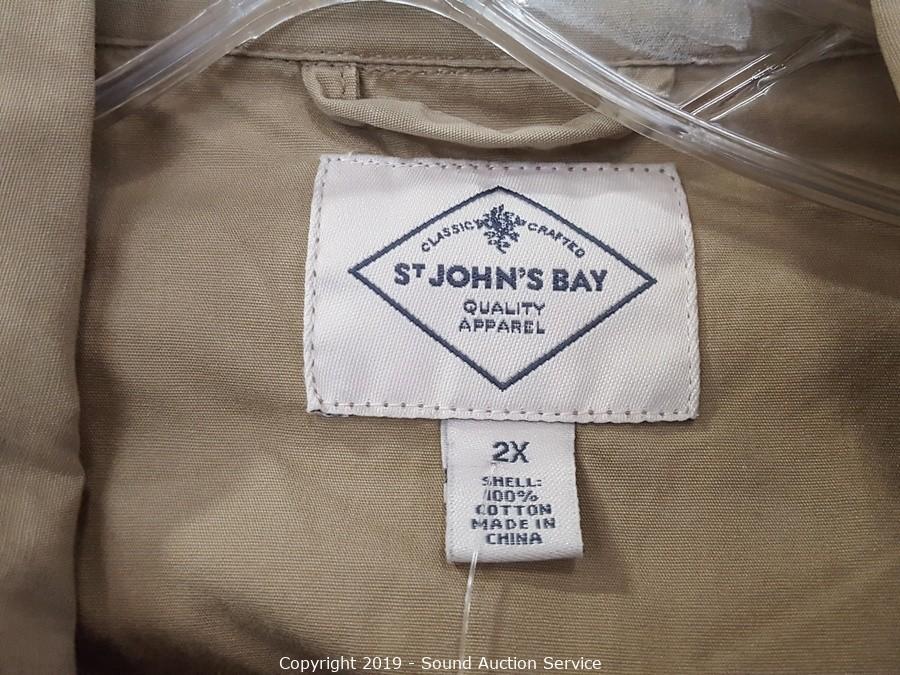 CLASSIC CRAFTED
ST JOHN'S BAY
QUALITY
APPAREL
2X
SHELL:
100%
COTTON
MADE IN
CHINA
Copyright 2019 - Sound Auction Service